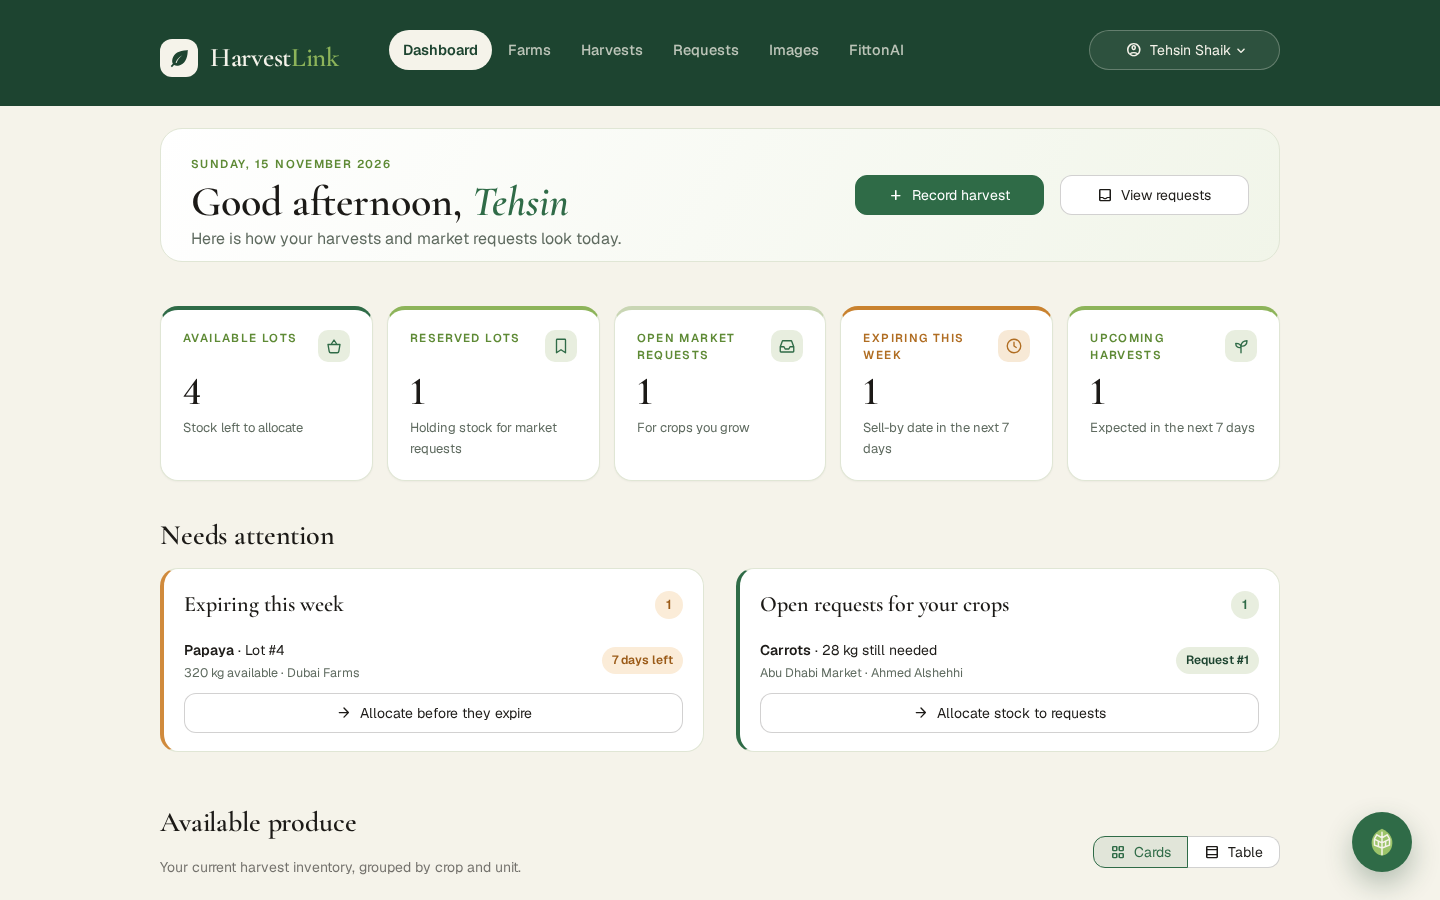 HarvestLink
Dashboard
Farms
Harvests
Requests
Images
FittonAI
Tehsin Shaik
SUNDAY, 15 NOVEMBER 2026
Good afternoon, Tehsin
Here is how your harvests and market requests look today.
Record harvest
View requests
AVAILABLE LOTS
4
Stock left to allocate
RESERVED LOTS
1
Holding stock for market
requests
OPEN MARKET
REQUESTS
1
For crops you grow
EXPIRING THIS
WEEK
1
Sell-by date in the next 7
days
UPCOMING
HARVESTS
1
Expected in the next 7 days
Needs attention
Expiring this week
1
Papaya · Lot #4
320 kg available · Dubai Farms
7 days left
Allocate before they expire
Open requests for your crops
1
Carrots · 28 kg still needed
Abu Dhabi Market · Ahmed Alshehhi
Request #1
Allocate stock to requests
Available produce
Your current harvest inventory, grouped by crop and unit.
Cards
Table